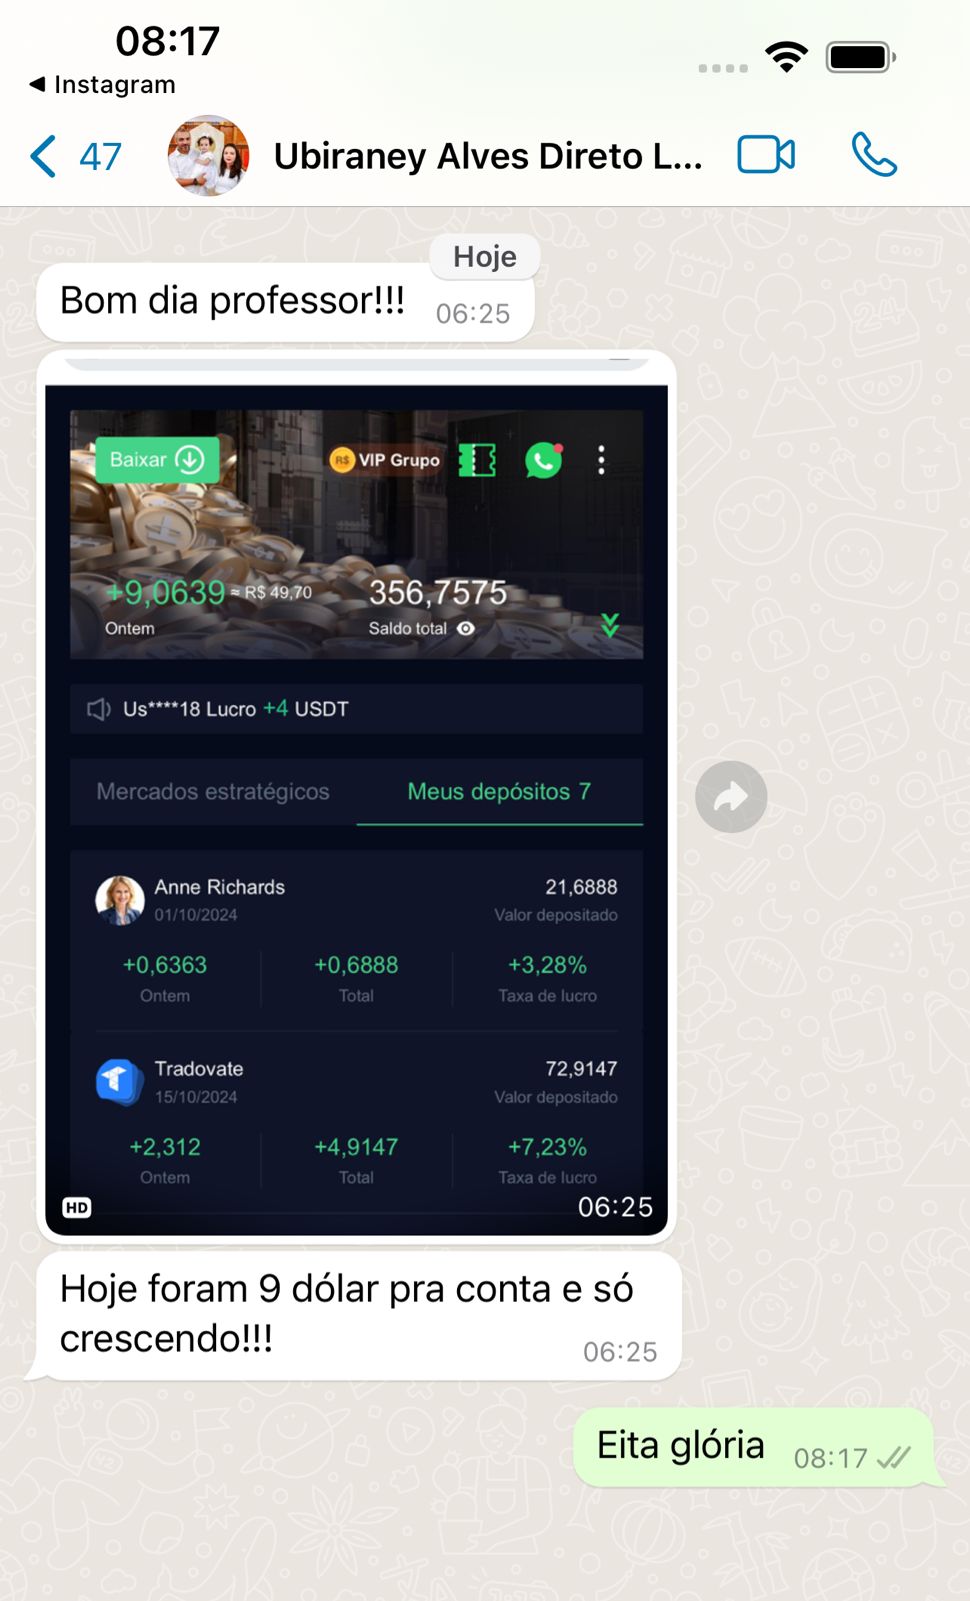 08:17
Instagram
47
Ubiraney Alves Direto L...
Hoje
Bom dia professor!!!
06:25
Baixar
R$ VIP Grupo
+9,0639 ≈ R$ 49,70
356,7575
Ontem
Saldo total
Us****18 Lucro +4 USDT
Mercados estratégicos
Meus depósitos 7
Anne Richards
21,6888
01/10/2024
Valor depositado
+0,6363
+0,6888
+3,28%
Ontem
Total
Taxa de lucro
Tradovate
72,9147
15/10/2024
Valor depositado
+2,312
+4,9147
+7,23%
Ontem
Total
Taxa de lucro
HD
06:25
Hoje foram 9 dólar pra conta e só
crescendo!!!
06:25
Eita glória
08:17